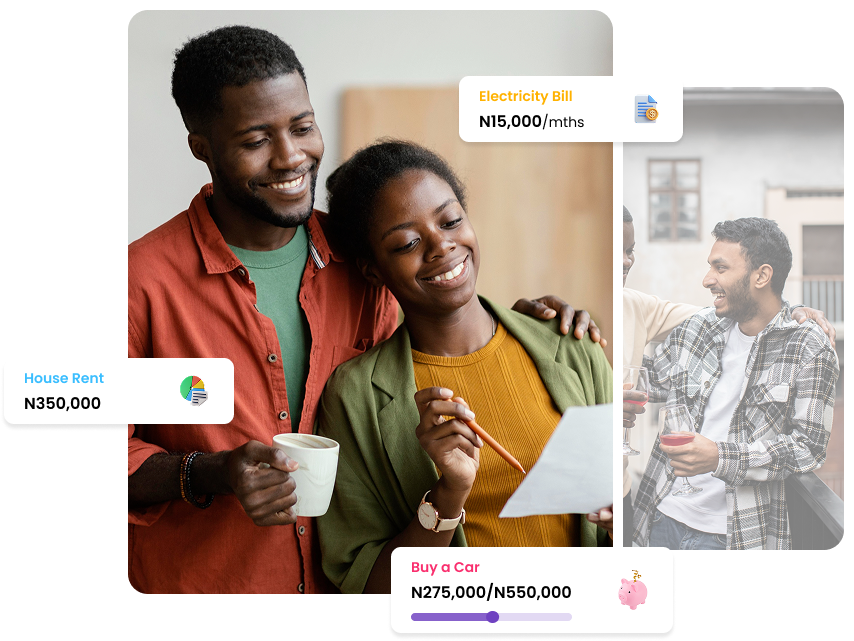 Electricity Bill
N15,000/mths
House Rent
N350,000
Buy a Car
N275,000/N550,000